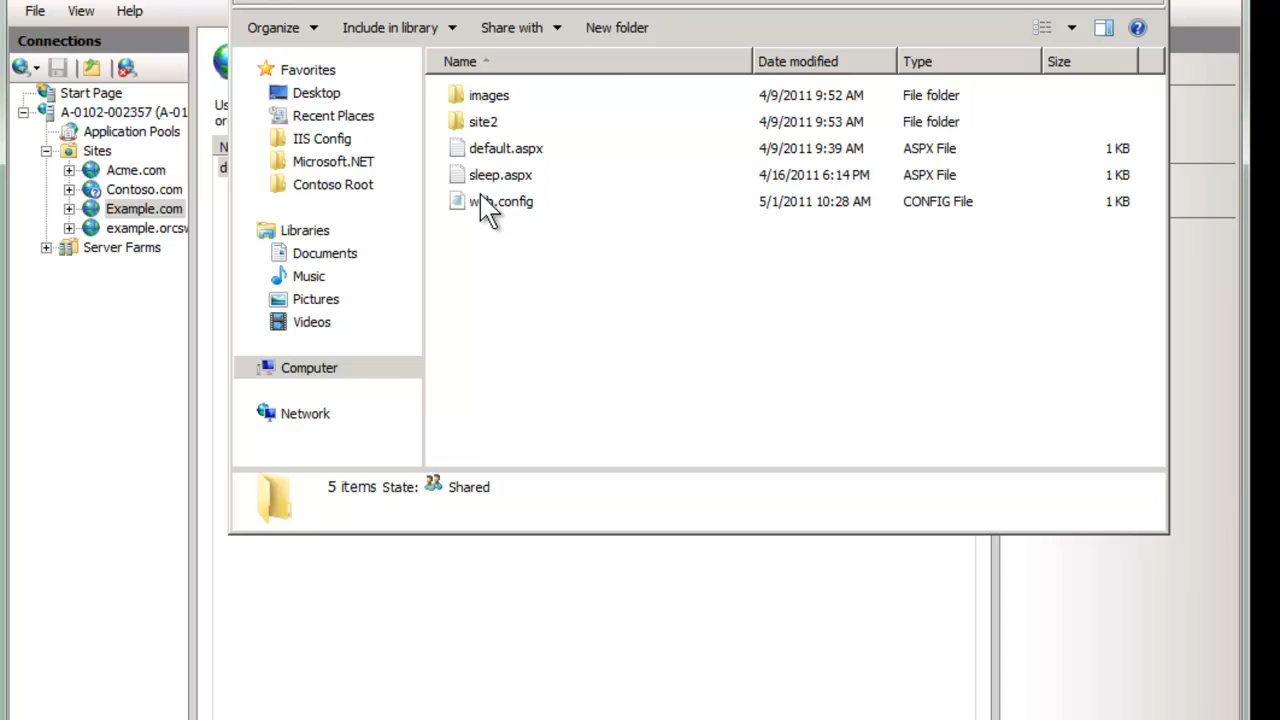 File View Help
Connections
Start Page
A-0102-002357 (A-01
Application Pools
Sites
Acme.com
Contoso.com
Example.com
example.orcsw
Server Farms
Us
or
N
d
Organize Include in library Share with New folder
Favorites
Desktop
Recent Places
IIS Config
Microsoft.NET
Contoso Root
Libraries
Documents
Music
Pictures
Videos
Computer
Network
Name Date modified Type Size
images 4/9/2011 9:52 AM File folder
site2 4/9/2011 9:53 AM File folder
default.aspx 4/9/2011 9:39 AM ASPX File 1 KB
sleep.aspx 4/16/2011 6:14 PM ASPX File 1 KB
web.config 5/1/2011 10:28 AM CONFIG File 1 KB
5 items State: Shared